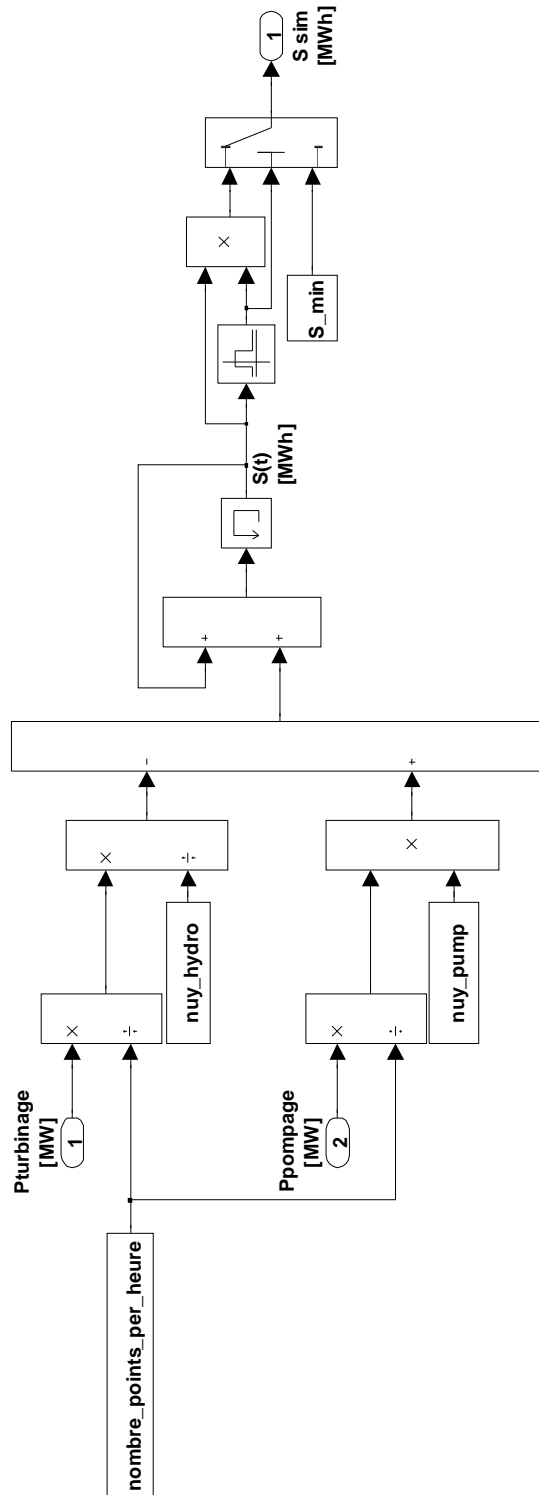 nombre_points_per_heure
Pturbinage
[MW]
1
×
÷
nuy_hydro
×
÷
Ppompage
[MW]
2
×
÷
nuy_pump
×
-
+
+
+
S(t)
[MWh]
×
S_min
1
S sim
[MWh]